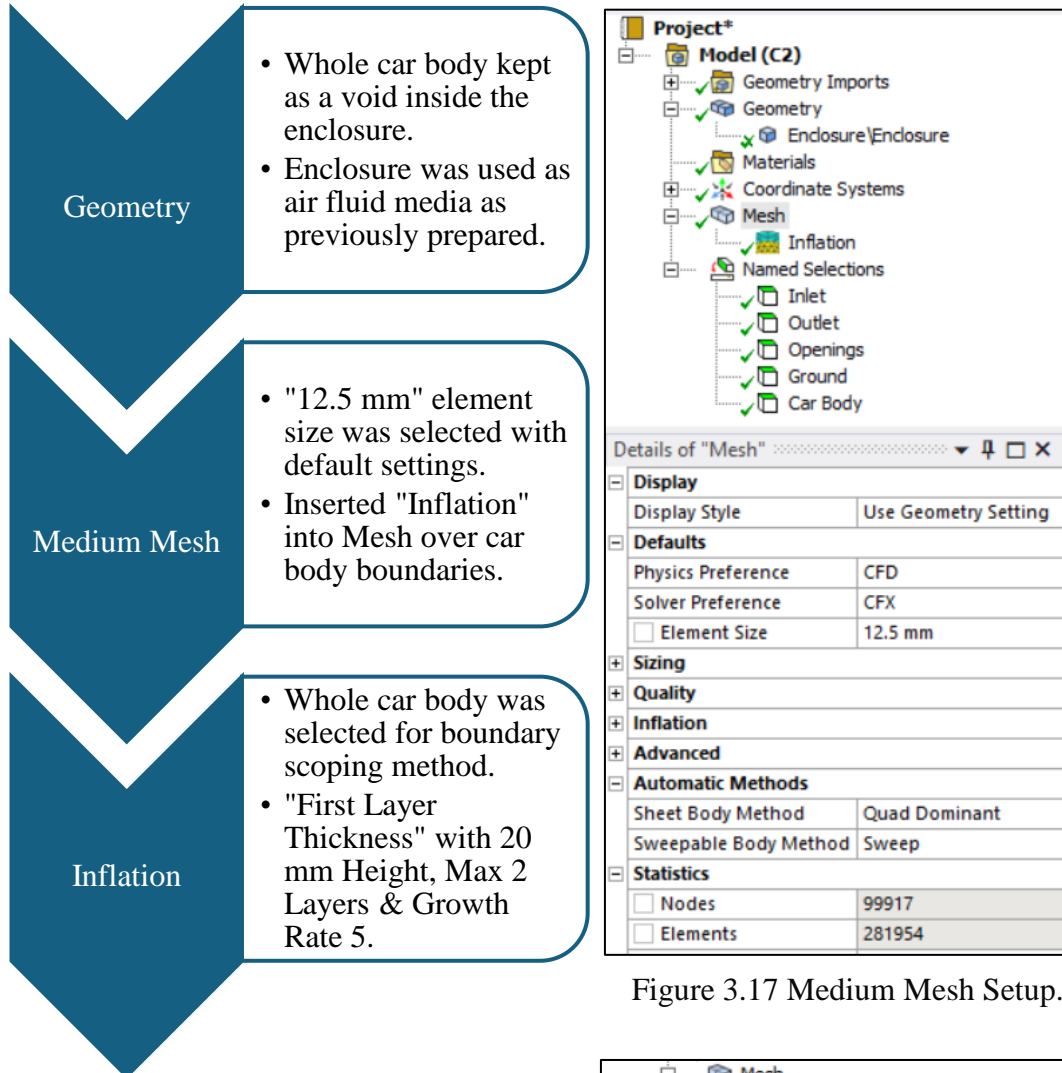 Geometry
• Whole car body kept
as a void inside the
enclosure.
• Enclosure was used as
air fluid media as
previously prepared.
Medium Mesh
• "12.5 mm" element
size was selected with
default settings.
• Inserted "Inflation"
into Mesh over car
body boundaries.
Inflation
• Whole car body was
selected for boundary
scoping method.
• "First Layer
Thickness" with 20
mm Height, Max 2
Layers & Growth
Rate 5.
Project*
Model (C2)
Geometry Imports
Geometry
Enclosure\Enclosure
Materials
Coordinate Systems
Mesh
Inflation
Named Selections
Inlet
Outlet
Openings
Ground
Car Body
Details of "Mesh"
Display
Display Style Use Geometry Setting
Defaults
Physics Preference CFD
Solver Preference CFX
Element Size 12.5 mm
Sizing
Quality
Inflation
Advanced
Automatic Methods
Sheet Body Method Quad Dominant
Sweepable Body Method Sweep
Statistics
Nodes 99917
Elements 281954
Figure 3.17 Medium Mesh Setup.
Mesh